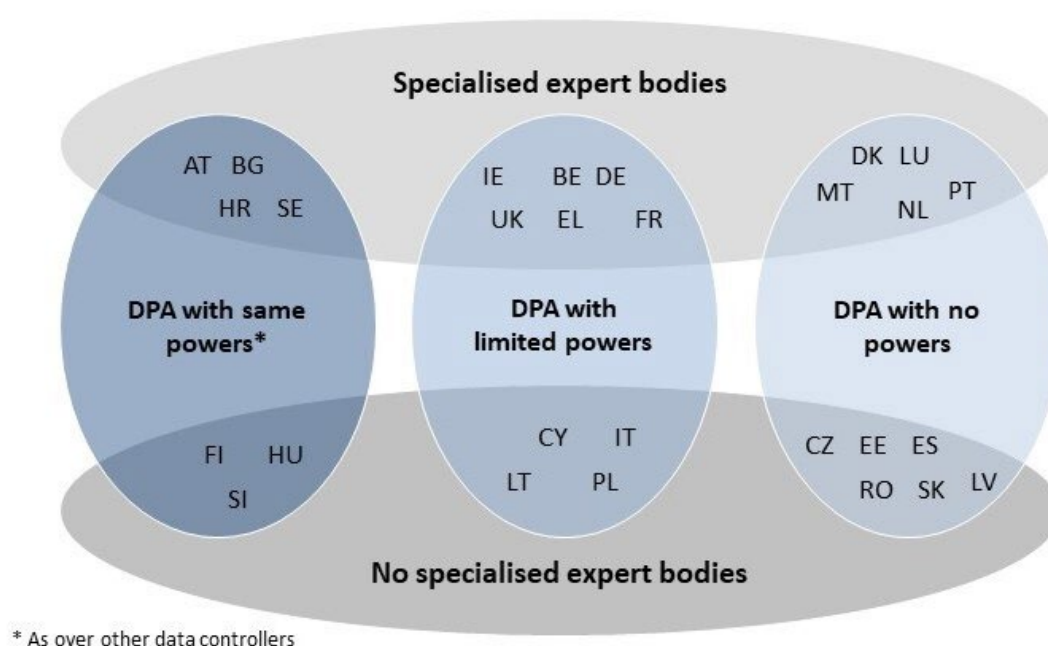 Specialised expert bodies
AT BG
HR SE
IE BE DE
UK EL FR
DK LU
MT PT
NL
DPA with same
powers*
DPA with
limited powers
DPA with no
powers
FI HU
SI
CY IT
LT PL
CZ EE ES
RO SK LV
No specialised expert bodies
* As over other data controllers